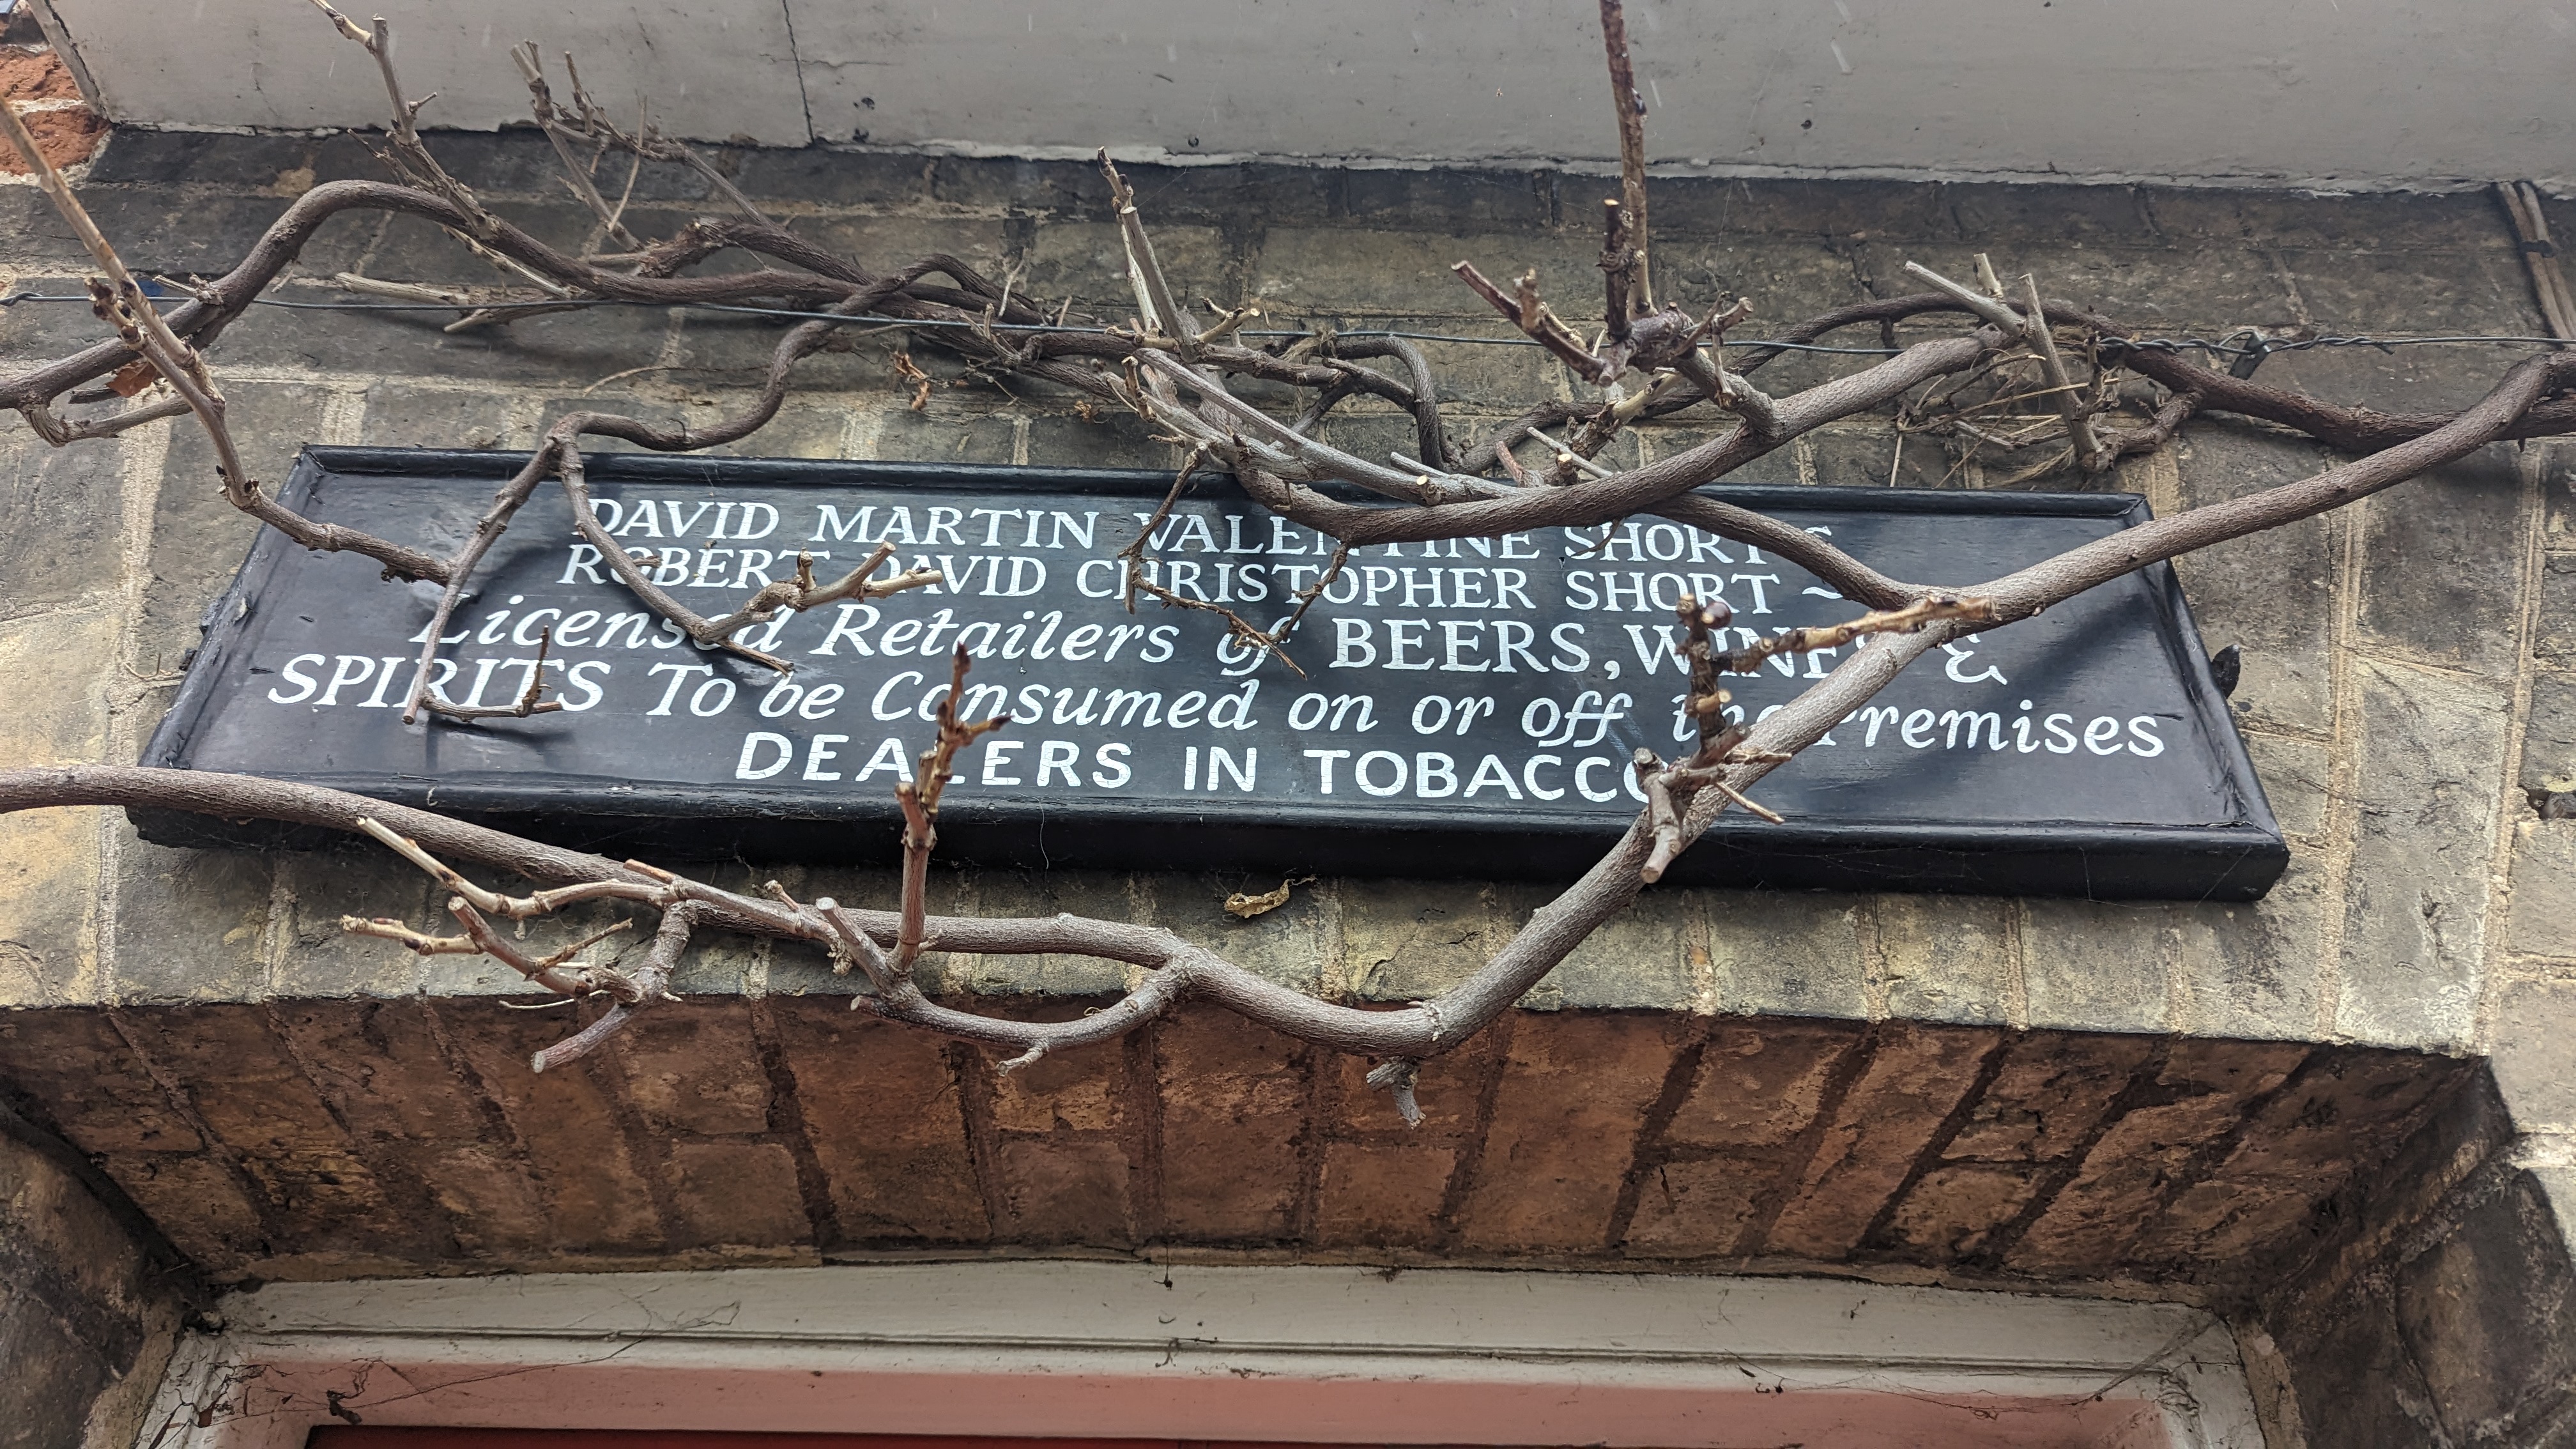 DAVID MARTIN VALENTINE SHORT &
ROBERT DAVID CHRISTOPHER SHORT ~
Licensed Retailers of BEERS, WINES &
SPIRITS To be Consumed on or off the Premises
DEALERS IN TOBACCO